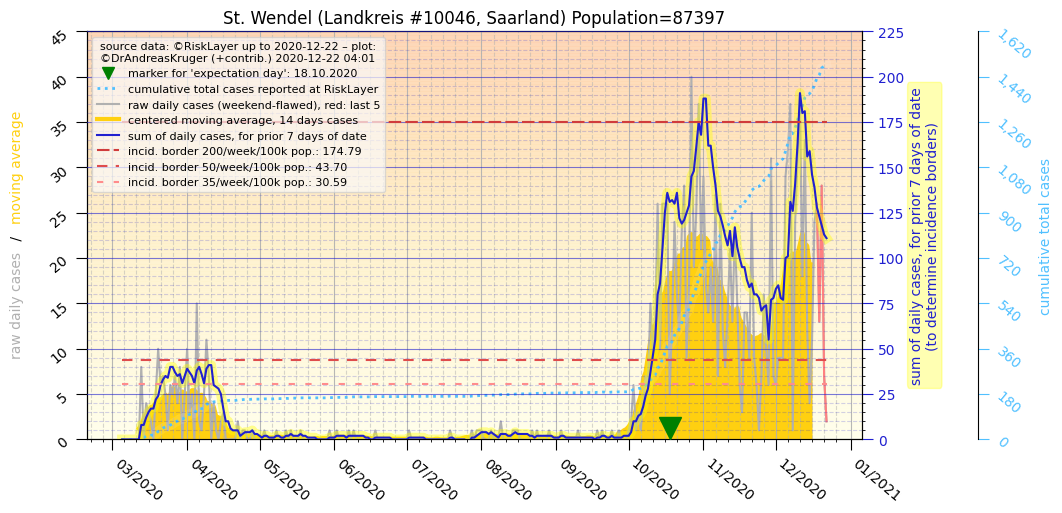 St. Wendel (Landkreis #10046, Saarland) Population=87397
source data: ©RiskLayer up to 2020-12-22 – plot:
©DrAndreasKruger (+contrib.) 2020-12-22 04:01
marker for 'expectation day': 18.10.2020
cumulative total cases reported at RiskLayer
raw daily cases (weekend-flawed), red: last 5
centered moving average, 14 days cases
sum of daily cases, for prior 7 days of date
incid. border 200/week/100k pop.: 174.79
incid. border 50/week/100k pop.: 43.70
incid. border 35/week/100k pop.: 30.59
raw daily cases / moving average
45
40
35
30
25
20
15
10
5
0
03/2020
04/2020
05/2020
06/2020
07/2020
08/2020
09/2020
10/2020
11/2020
12/2020
01/2021
225
200
175
150
125
100
75
50
25
0
sum of daily cases, for prior 7 days of date
(to determine incidence borders)
1,620
1,440
1,260
1,080
900
720
540
360
180
0
cumulative total cases